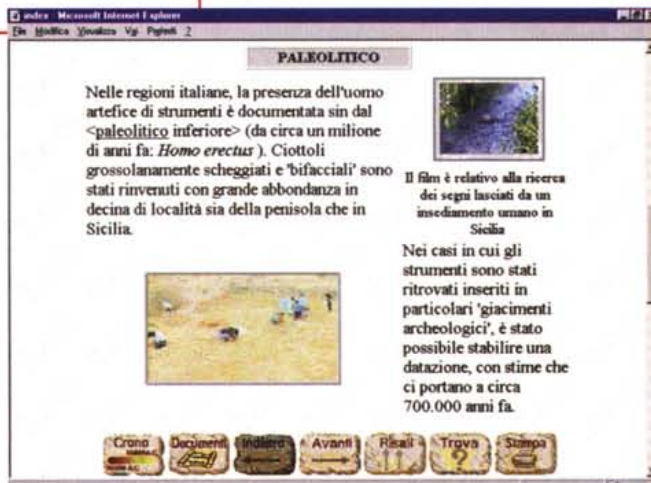 index - Microsoft Internet Explorer
File Modifica Visualizza Vai Preferiti ?
PALEOLITICO
Nelle regioni italiane, la presenza dell'uomo
artefice di strumenti è documentata sin dal
<paleolitico inferiore> (da circa un milione
di anni fa: Homo erectus ). Ciottoli
grossolanamente scheggiati e 'bifacciali' sono
stati rinvenuti con grande abbondanza in
decina di località sia della penisola che in
Sicilia.
Il film è relativo alla ricerca
dei segni lasciati da un
insediamento umano in
Sicilia
Nei casi in cui gli
strumenti sono stati
ritrovati inseriti in
particolari 'giacimenti
archeologici', è stato
possibile stabilire una
datazione, con stime che
ci portano a circa
700.000 anni fa.
Crono Documenti Indietro Avanti Risali Trova Stampa